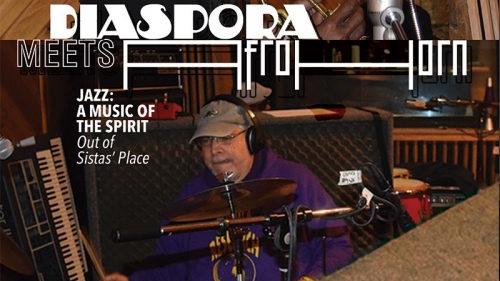 DIASPORA
MEETS AfroHorn
JAZZ:
A MUSIC OF
THE SPIRIT
Out of
Sistas' Place